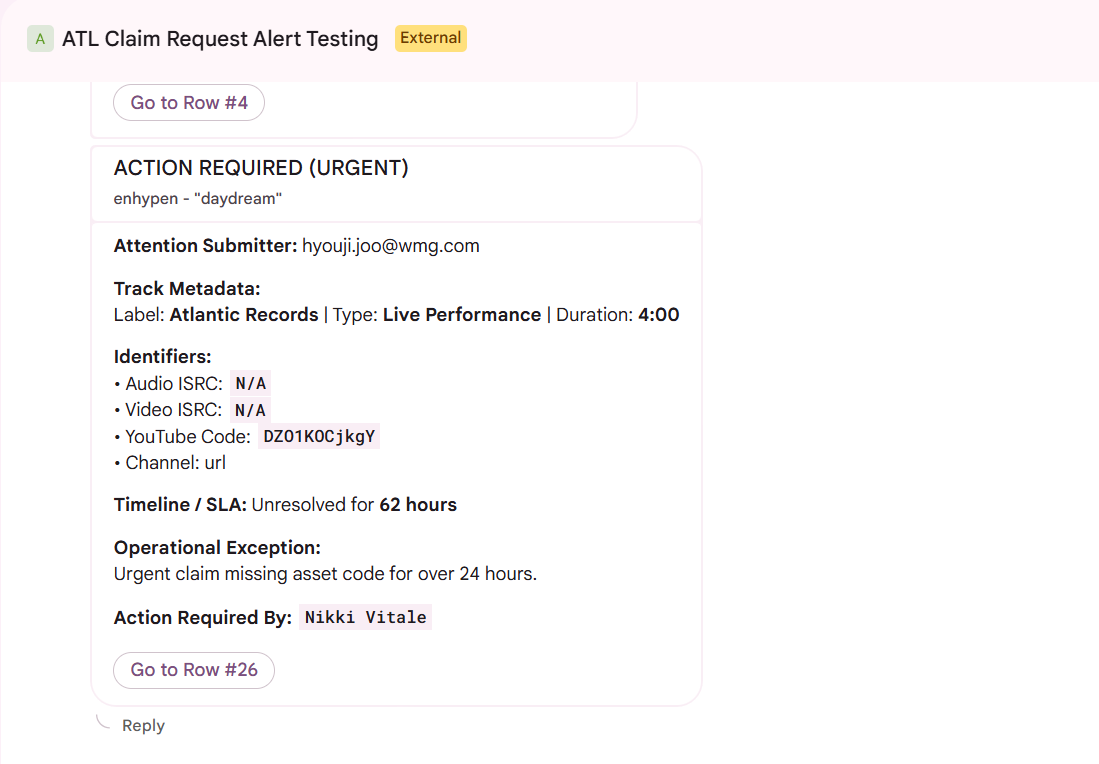 A ATL Claim Request Alert Testing External
Go to Row #4
ACTION REQUIRED (URGENT)
enhypen - "daydream"
Attention Submitter: hyouji.joo@wmg.com
Track Metadata:
Label: Atlantic Records | Type: Live Performance | Duration: 4:00
Identifiers:
• Audio ISRC: N/A
• Video ISRC: N/A
• YouTube Code: DZO1KOCjkgY
• Channel: url
Timeline / SLA: Unresolved for 62 hours
Operational Exception:
Urgent claim missing asset code for over 24 hours.
Action Required By: Nikki Vitale
Go to Row #26
Reply